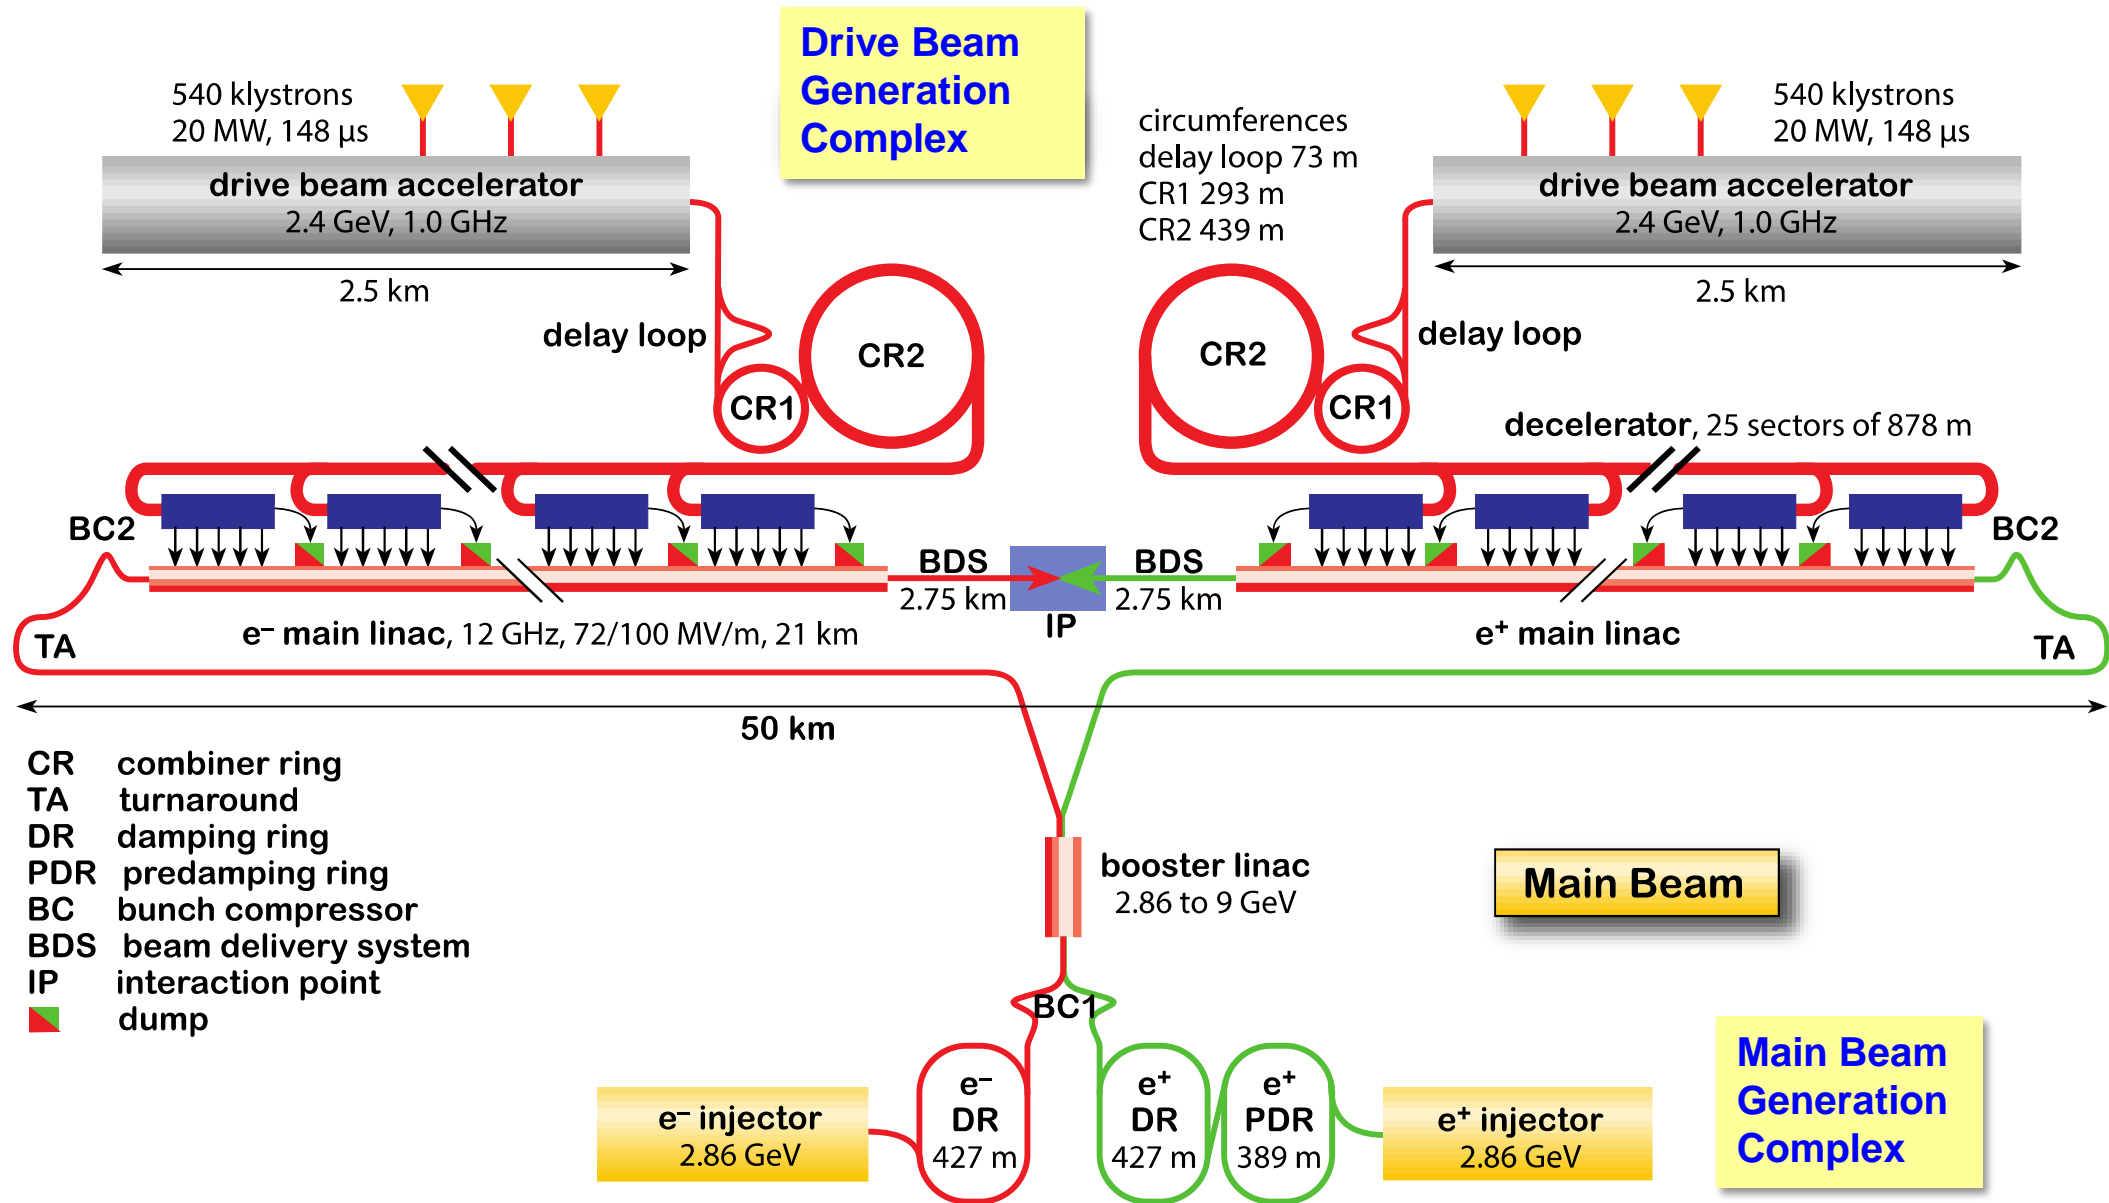 Drive Beam
Generation
Complex
540 klystrons
20 MW, 148 μs
drive beam accelerator
2.4 GeV, 1.0 GHz
2.5 km
circumferences
delay loop 73 m
CR1 293 m
CR2 439 m
540 klystrons
20 MW, 148 μs
drive beam accelerator
2.4 GeV, 1.0 GHz
2.5 km
delay loop
CR2
CR1
CR2
CR1
delay loop
decelerator, 25 sectors of 878 m
BC2
BDS
2.75 km
IP
BDS
2.75 km
BC2
TA
e– main linac, 12 GHz, 72/100 MV/m, 21 km
e+ main linac
TA
50 km
CR combiner ring
TA turnaround
DR damping ring
PDR predamping ring
BC bunch compressor
BDS beam delivery system
IP interaction point
dump
booster linac
2.86 to 9 GeV
Main Beam
BC1
e– injector
2.86 GeV
e–
DR
427 m
e+
DR
427 m
e+
PDR
389 m
e+ injector
2.86 GeV
Main Beam
Generation
Complex